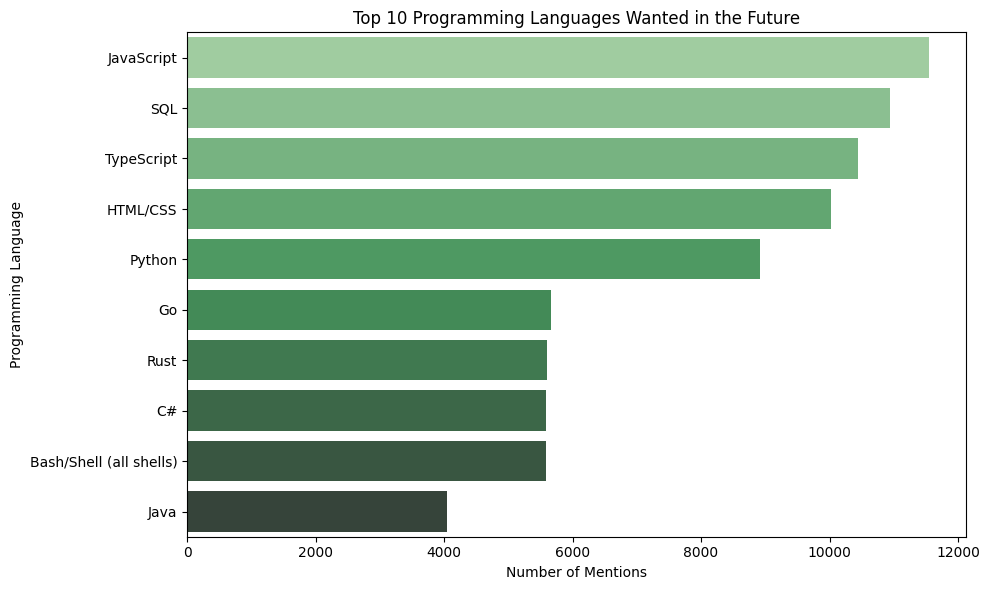 Top 10 Programming Languages Wanted in the Future
Programming Language
JavaScript
SQL
TypeScript
HTML/CSS
Python
Go
Rust
C#
Bash/Shell (all shells)
Java
0 2000 4000 6000 8000 10000 12000
Number of Mentions